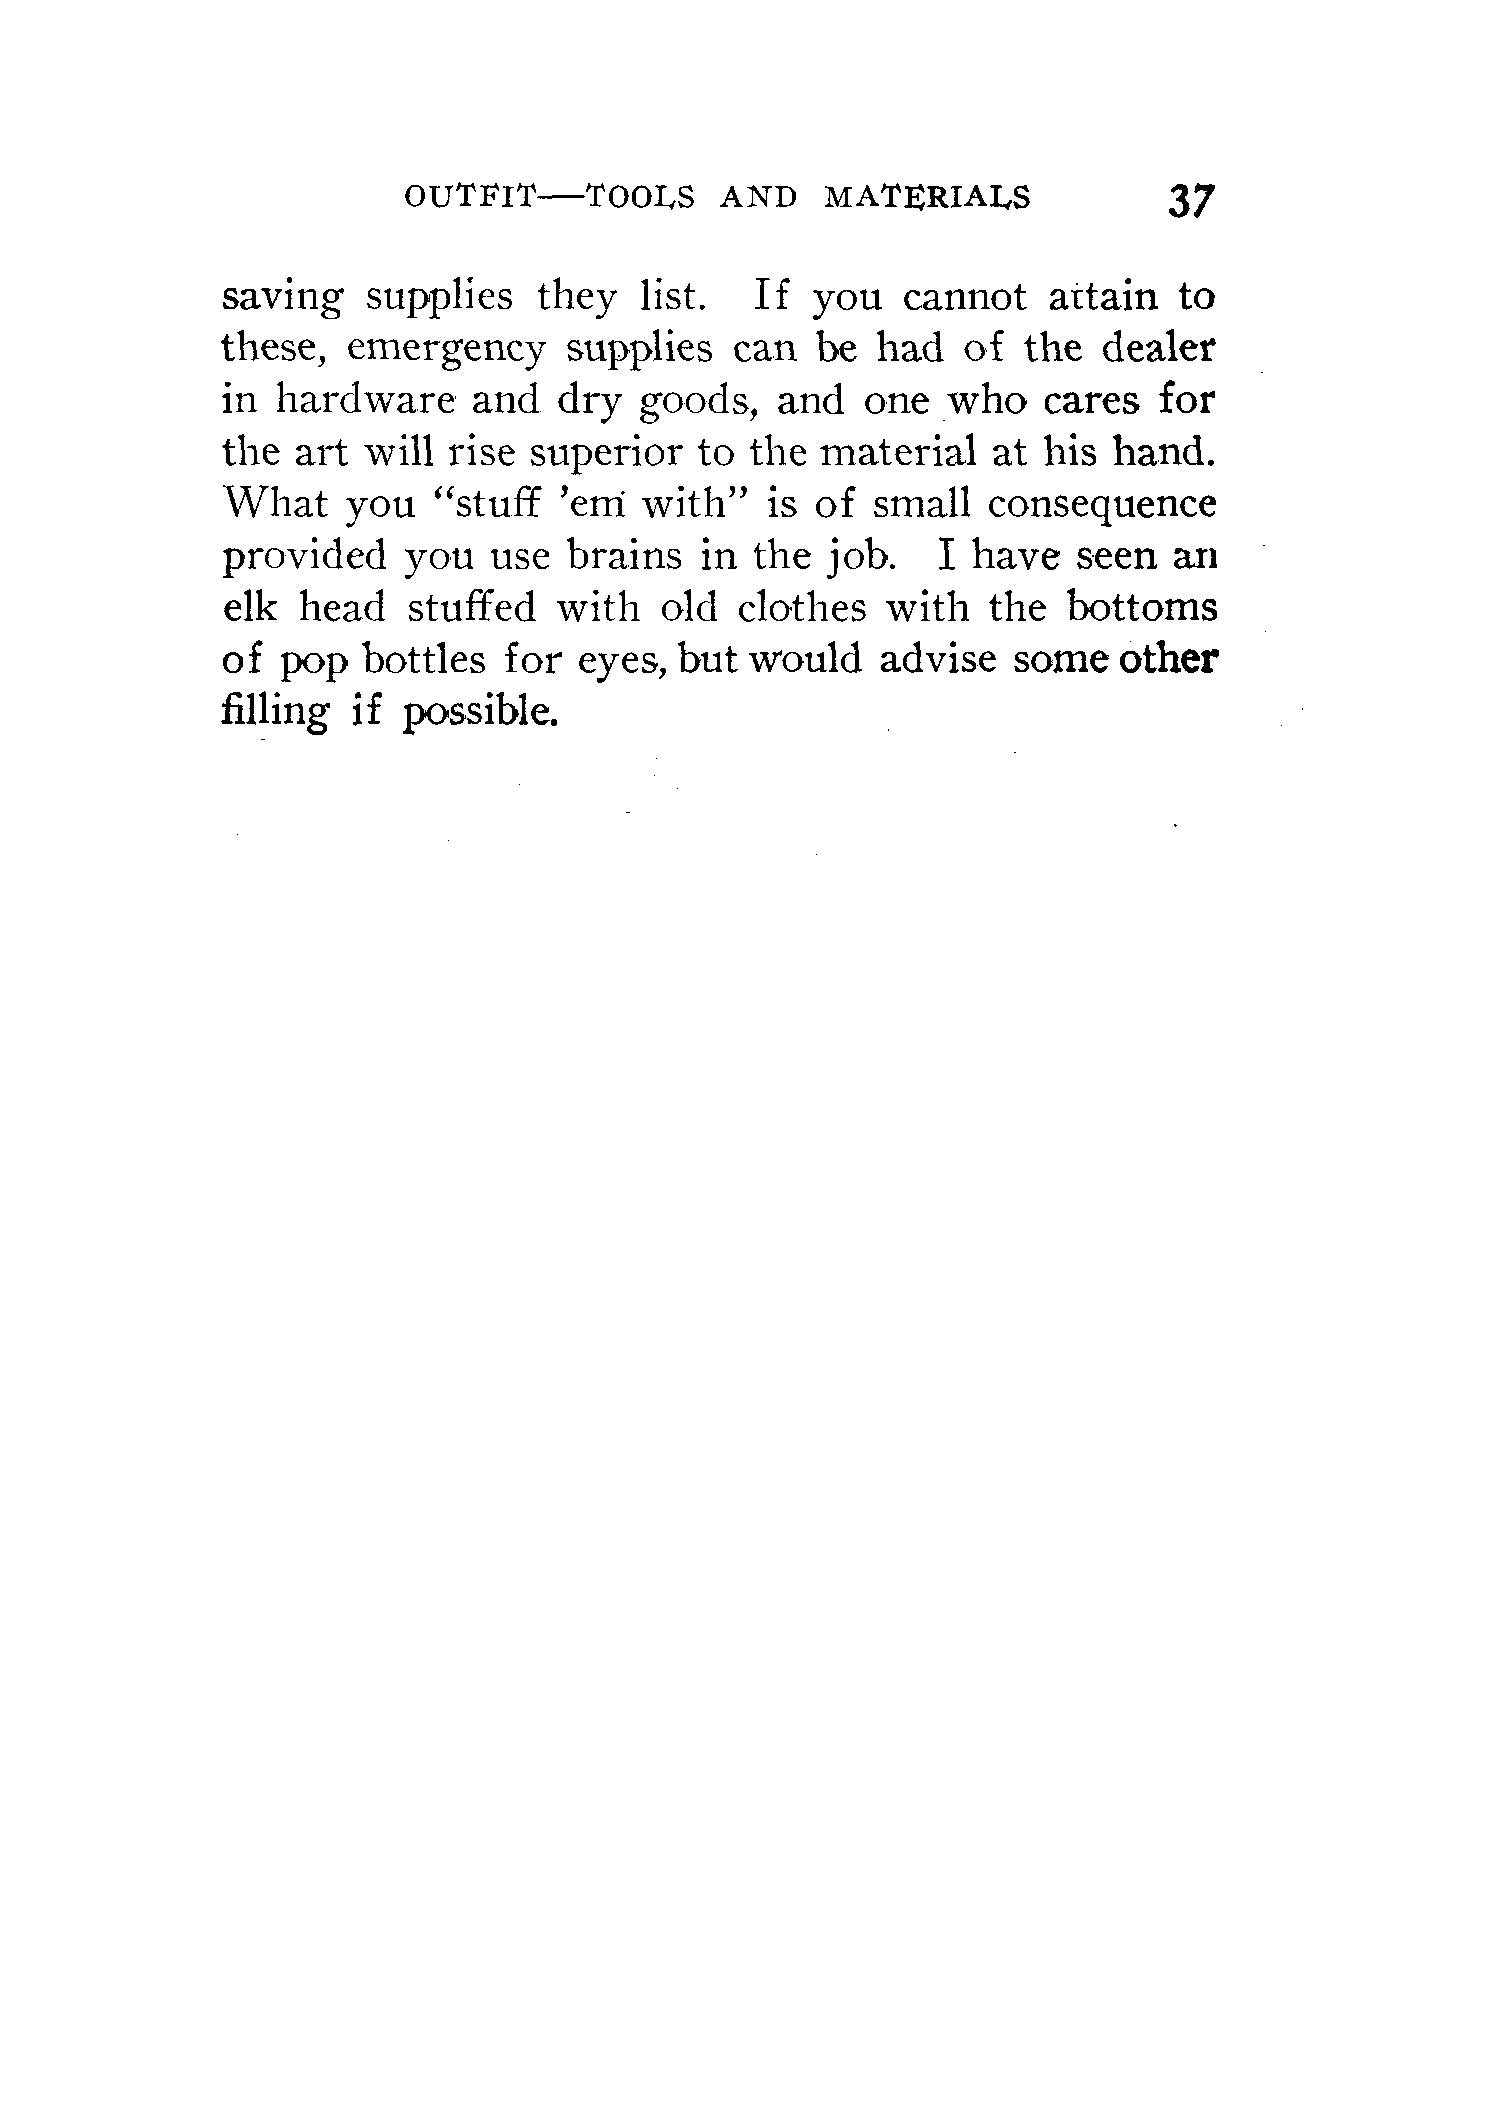 OUTFIT—TOOLS AND MATERIALS 37
saving supplies they list. If you cannot attain to
these, emergency supplies can be had of the dealer
in hardware and dry goods, and one who cares for
the art will rise superior to the material at his hand.
What you “stuff ’em with” is of small consequence
provided you use brains in the job. I have seen an
elk head stuffed with old clothes with the bottoms
of pop bottles for eyes, but would advise some other
filling if possible.